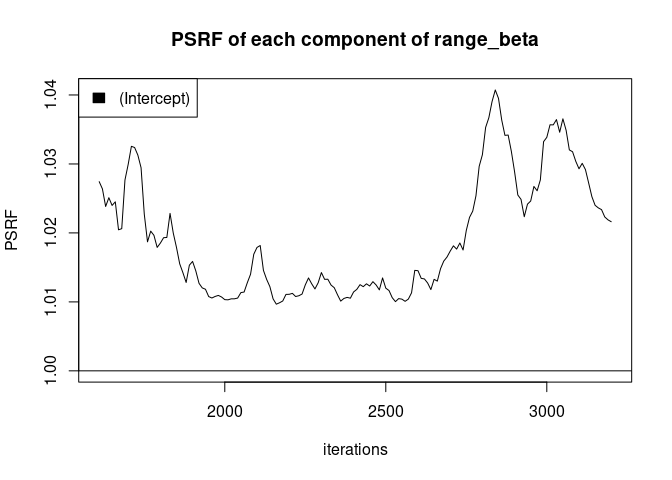 PSRF of each component of range_beta
(Intercept)
PSRF
1.04
1.03
1.02
1.01
1.00
2000 2500 3000
iterations